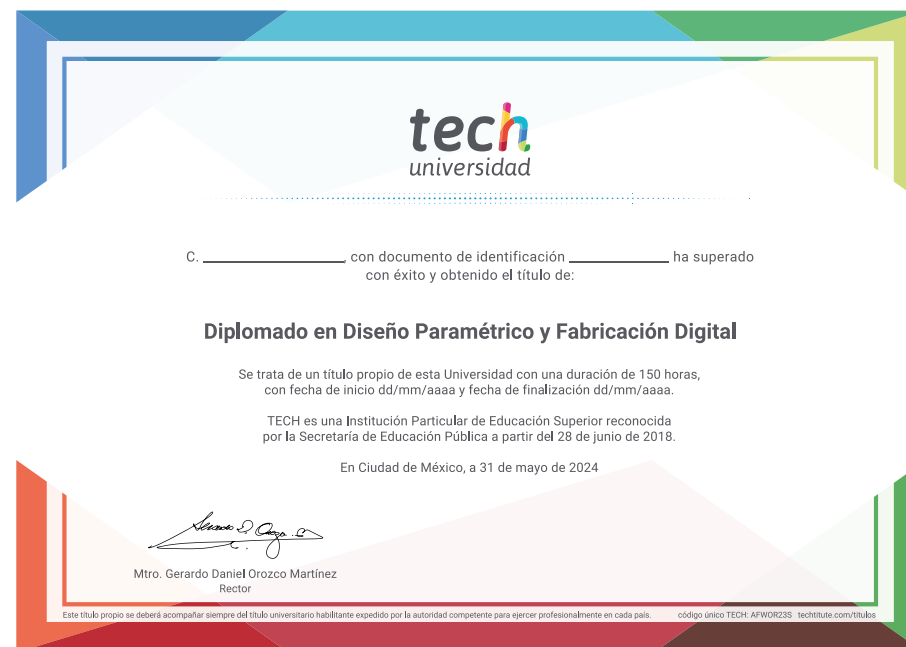 tech
universidad
C. ____________, con documento de identificación ____________ ha superado
con éxito y obtenido el título de:
Diplomado en Diseño Paramétrico y Fabricación Digital
Se trata de un título propio de esta Universidad con una duración de 150 horas,
con fecha de inicio dd/mm/aaaa y fecha de finalización dd/mm/aaaa.
TECH es una Institución Particular de Educación Superior reconocida
por la Secretaría de Educación Pública a partir del 28 de junio de 2018.
En Ciudad de México, a 31 de mayo de 2024
Mtro. Gerardo Daniel Orozco Martínez
Rector
Este título propio se deberá acompañar siempre del título universitario habilitante expedido por la autoridad competente para ejercer profesionalmente en cada país. código único TECH: AFWOR23S techtitute.com/títulos